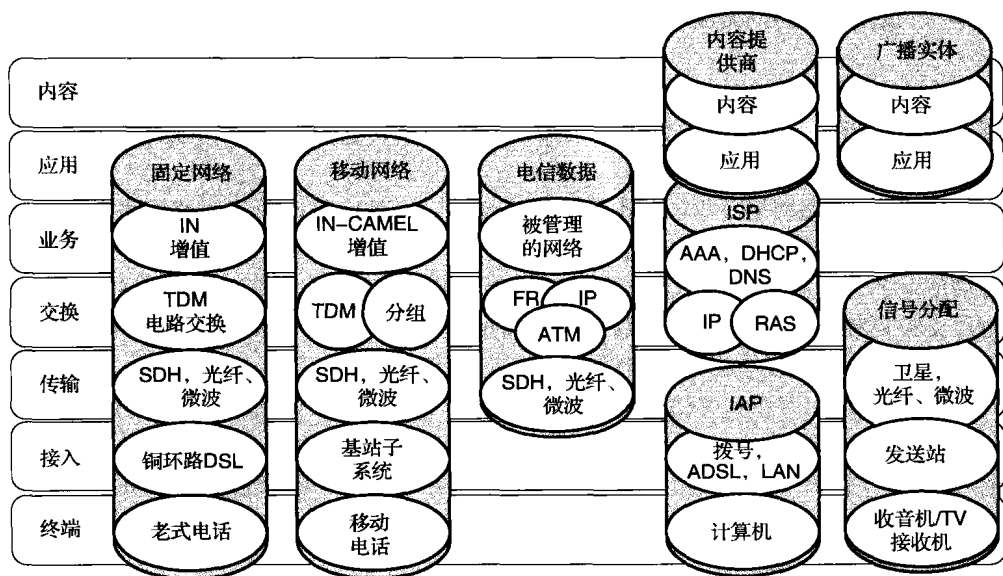 内容
应用
业务
交换
传输
接入
终端
固定网络
IN
增值
TDM
电路交换
SDH，光纤、
微波
铜环路DSL
老式电话
移动网络
IN-CAMEL
增值
TDM
分组
SDH，光纤、
微波
基站子
系统
移动
电话
电信数据
被管理
的网络
FR
IP
ATM
SDH，光纤、
微波
内容提
供商
内容
应用
ISP
AAA，DHCP，
DNS
IP
RAS
IAP
拨号，
ADSL，LAN
计算机
广播实体
内容
应用
信号分配
卫星，
光纤、微波
发送站
收音机/TV
接收机